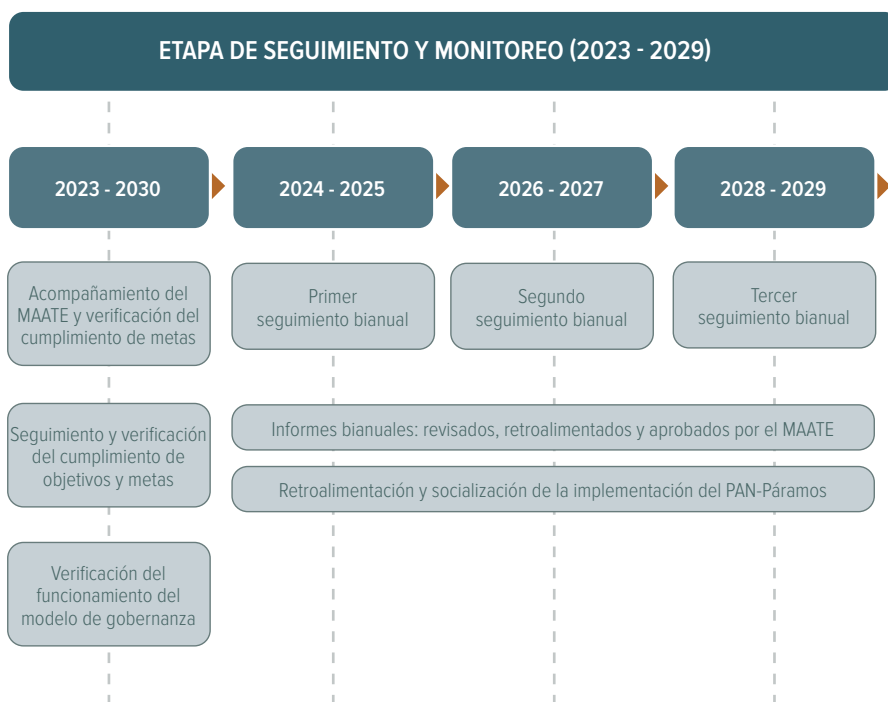 ETAPA DE SEGUIMIENTO Y MONITOREO (2023 - 2029)
2023 - 2030
2024 - 2025
2026 - 2027
2028 - 2029
Acompañamiento del
MAATE y verificación del
cumplimiento de metas
Primer
seguimiento bianual
Segundo
seguimiento bianual
Tercer
seguimiento bianual
Seguimiento y verificación
del cumplimiento de
objetivos y metas
Informes bianuales: revisados, retroalimentados y aprobados por el MAATE
Retroalimentación y socialización de la implementación del PAN-Páramos
Verificación del
funcionamiento del
modelo de gobernanza